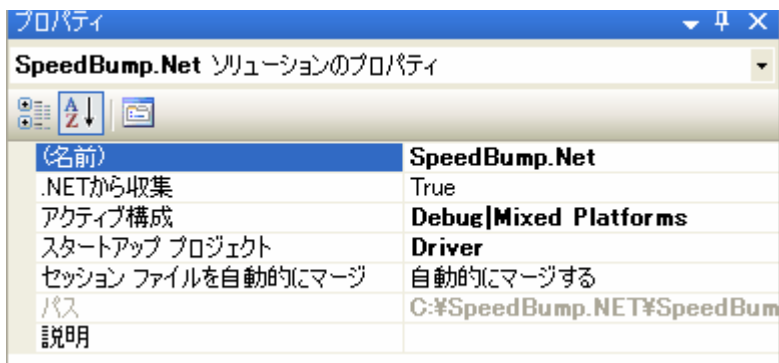 プロパティ
SpeedBump.Net ソリューションのプロパティ
(名前) SpeedBump.Net
.NETから収集 True
アクティブ構成 Debug|Mixed Platforms
スタートアップ プロジェクト Driver
セッション ファイルを自動的にマージ 自動的にマージする
パス C:¥SpeedBump.NET¥SpeedBum
説明